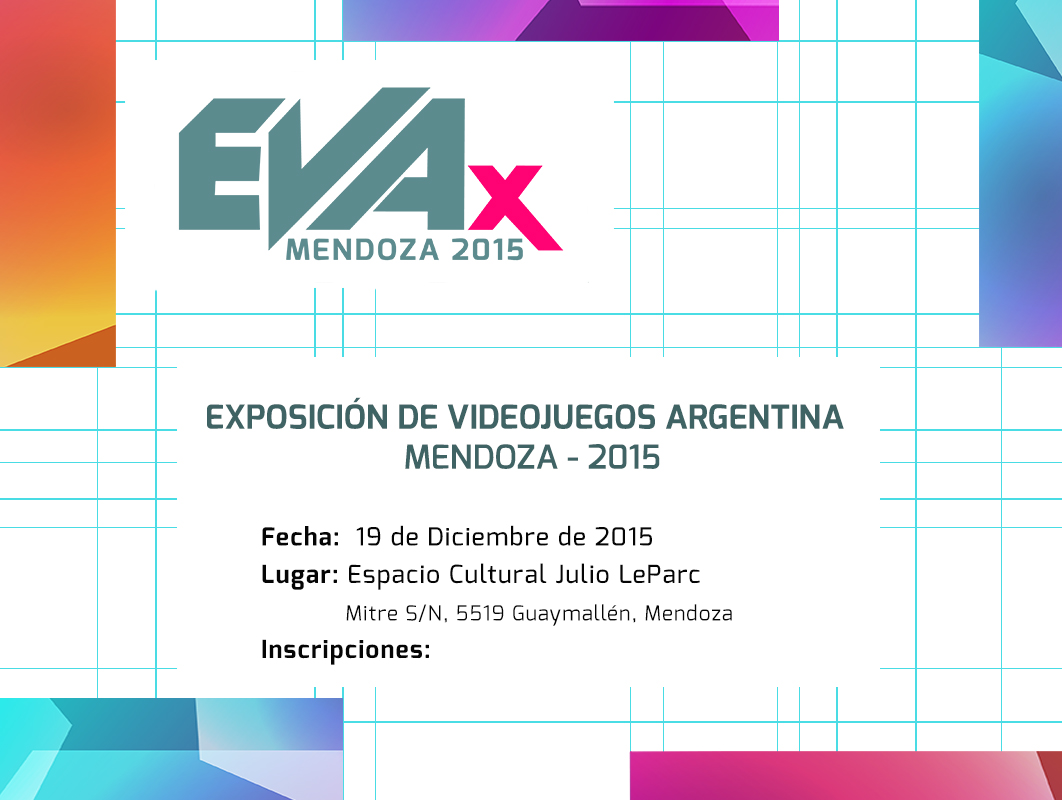 EVAx
MENDOZA 2015
EXPOSICIÓN DE VIDEOJUEGOS ARGENTINA
MENDOZA - 2015
Fecha: 19 de Diciembre de 2015
Lugar: Espacio Cultural Julio LeParc
Mitre S/N, 5519 Guaymallén, Mendoza
Inscripciones: